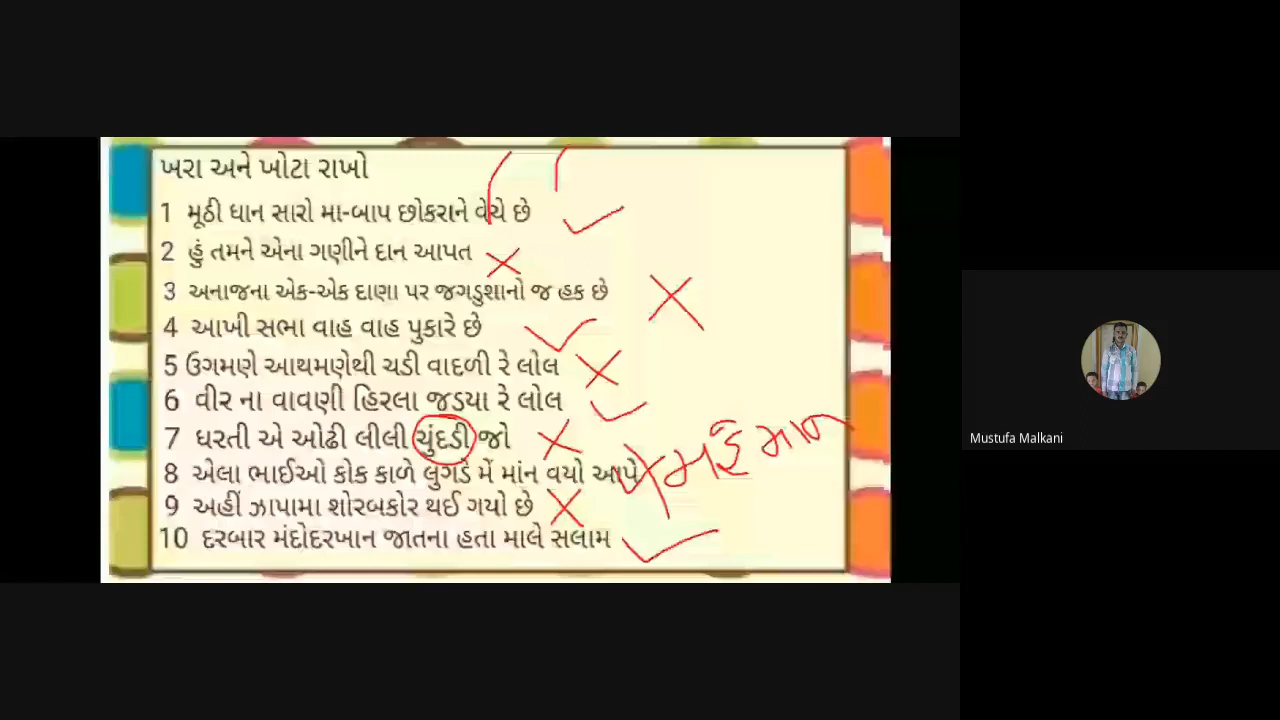 ખરા અને ખોટા રાખો
1 મૂઠી ધાન સારો મા-બાપ છોકરાને વેચે છે
2 હું તમને એના ગણીને દાન આપત
3 અનાજના એક-એક દાણા પર જગડુશાનો જ હક છે
4 આખી સભા વાહ વાહ પુકારે છે
5 ઉગમણે આથમણેથી ચડી વાદળી રે લોલ
6 વીર ના વાવણી હિરલા જડયા રે લોલ
7 ધરતી એ ઓઢી લીલી ચુંદડી જો
8 એલા ભાઈઓ કોક કાળે લુગડે મેં માંન વયો આપે
9 અહીં ઝાપામા શોરબકોર થઈ ગયો છે
10 દરબાર મંદોદરખાન જાતના હતા માલે સલામ
Mustufa Malkani